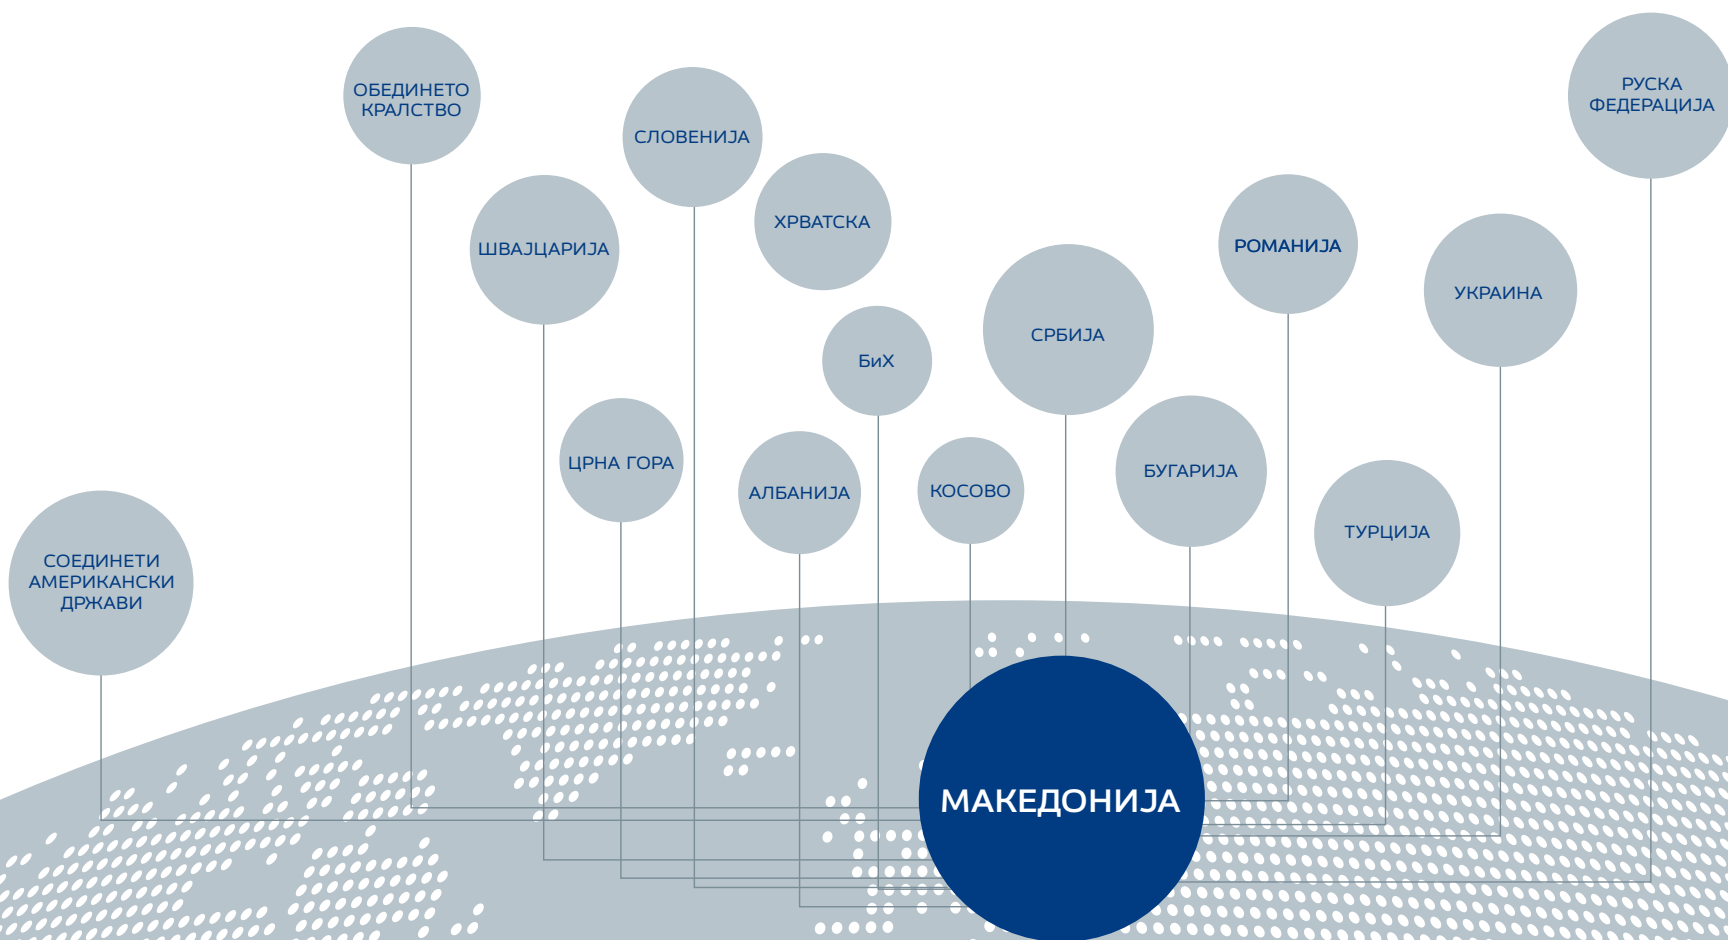 ОБЕДИНЕТО
КРАЛСТВО
СЛОВЕНИЈА
РУСКА
ФЕДЕРАЦИЈА
ХРВАТСКА
ШВАЈЦАРИЈА
РОМАНИЈА
УКРАИНА
СРБИЈА
БиХ
ЦРНА ГОРА
АЛБАНИЈА
КОСОВО
БУГАРИЈА
ТУРЦИЈА
СОЕДИНЕТИ
АМЕРИКАНСКИ
ДРЖАВИ
МАКЕДОНИЈА